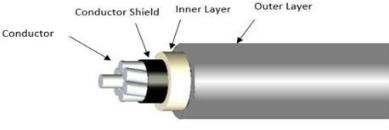 Conductor Shield
Inner Layer
Outer Layer
Conductor